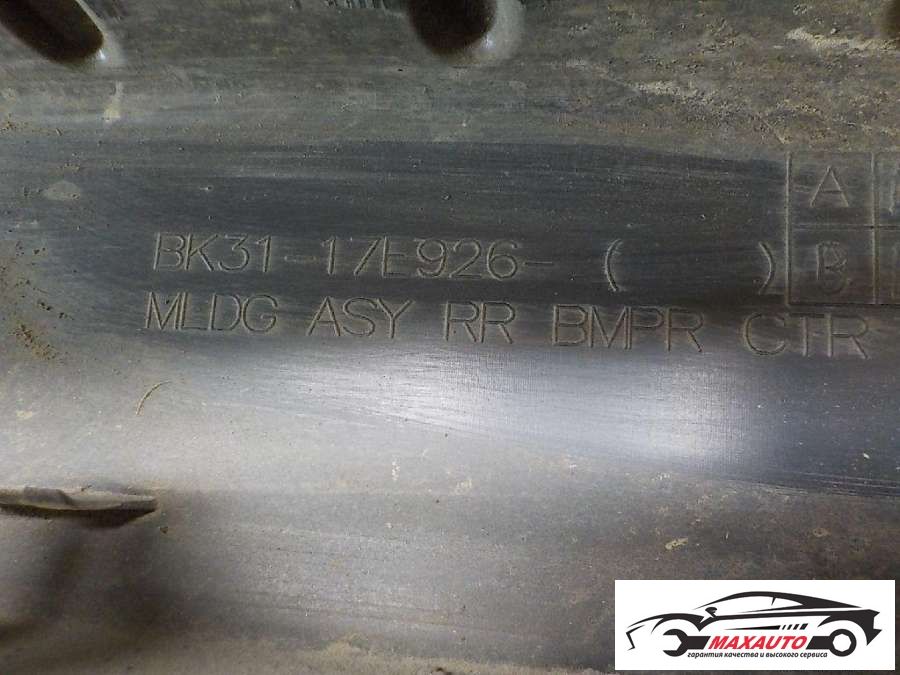 BK31-17E926- ( )
MLDG ASY RR BMPR CTR
A
B
MAXAUTO
гарантия качества и высокого сервиса